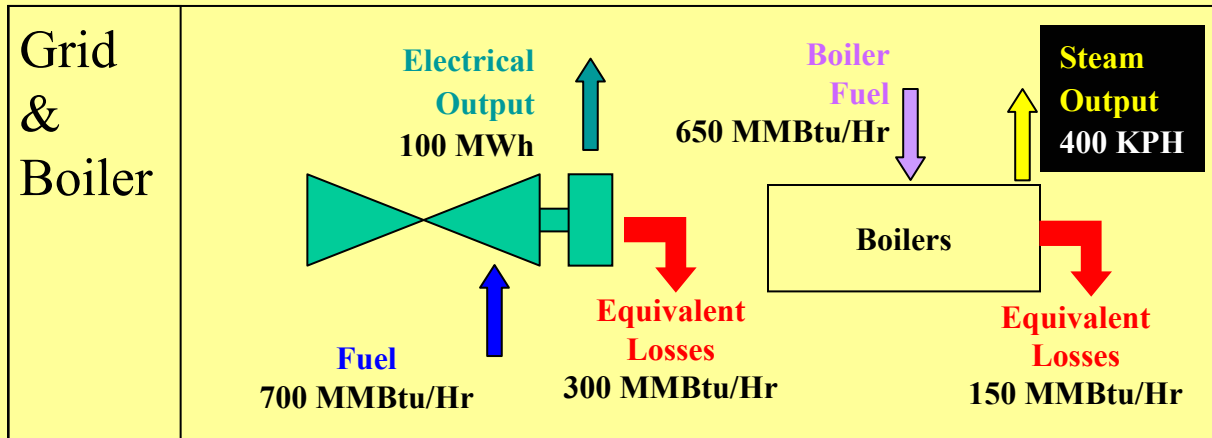 Grid
&
Boiler
Electrical
Output
100 MWh
Fuel
700 MMBtu/Hr
Equivalent
Losses
300 MMBtu/Hr
Boiler
Fuel
650 MMBtu/Hr
Steam
Output
400 KPH
Boilers
Equivalent
Losses
150 MMBtu/Hr